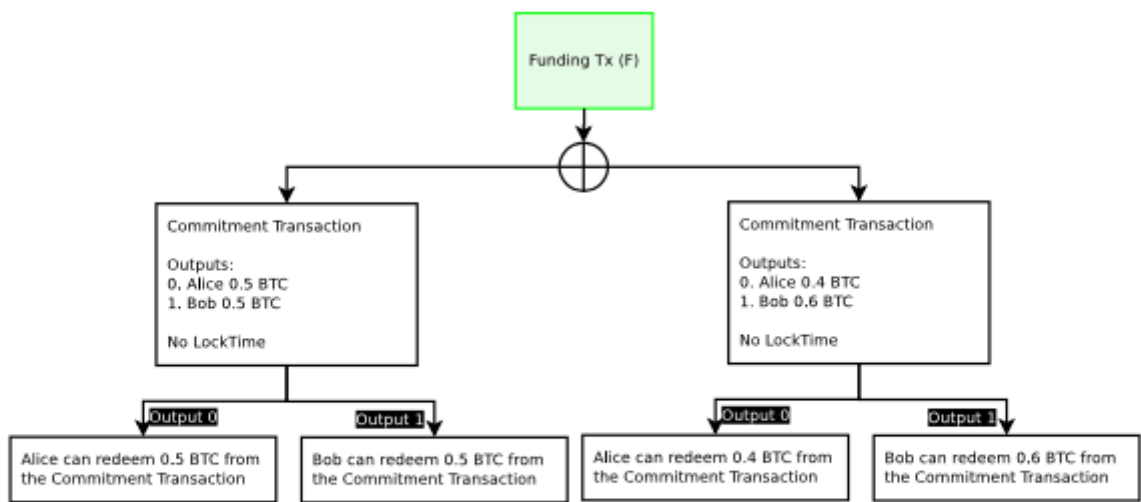 Funding Tx (F)
Commitment Transaction
Outputs:
0. Alice 0.5 BTC
1. Bob 0.5 BTC
No LockTime
Commitment Transaction
Outputs:
0. Alice 0.4 BTC
1. Bob 0.6 BTC
No LockTime
Output 0
Output 1
Output 0
Output 1
Alice can redeem 0.5 BTC from
the Commitment Transaction
Bob can redeem 0.5 BTC from
the Commitment Transaction
Alice can redeem 0.4 BTC from
the Commitment Transaction
Bob can redeem 0.6 BTC from
the Commitment Transaction